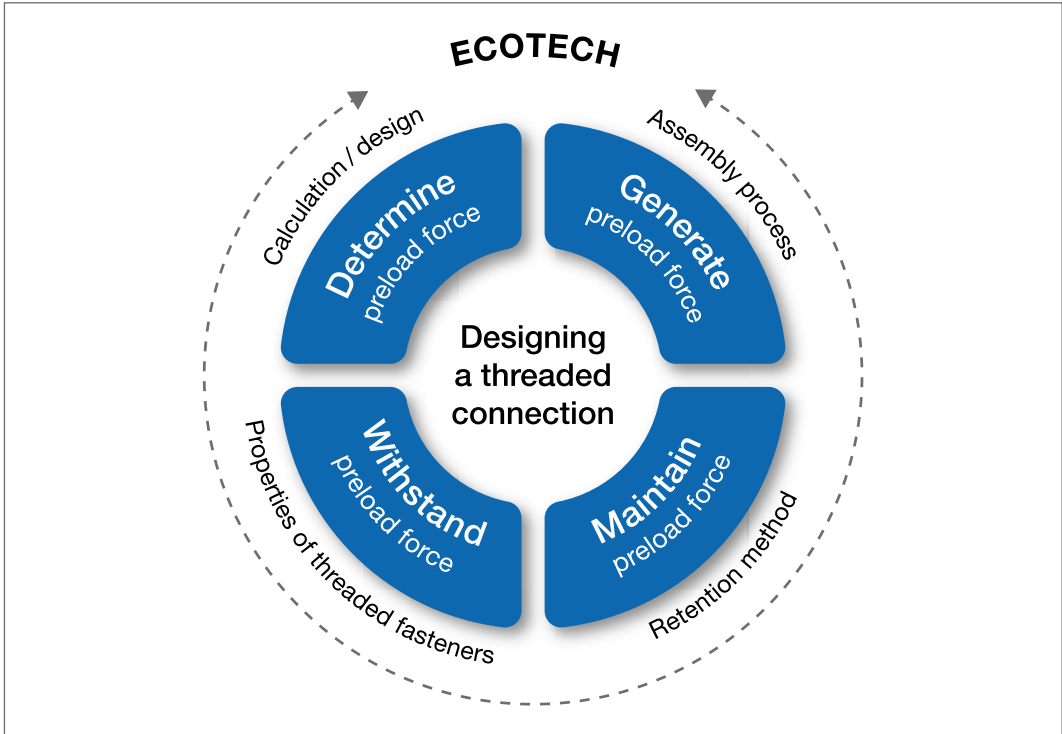 ECOTECH
Calculation / design
Determine
preload force
Assembly process
Generate
preload force
Designing
a threaded
connection
Properties of threaded fasteners
Withstand
preload force
Maintain
preload force
Retention method